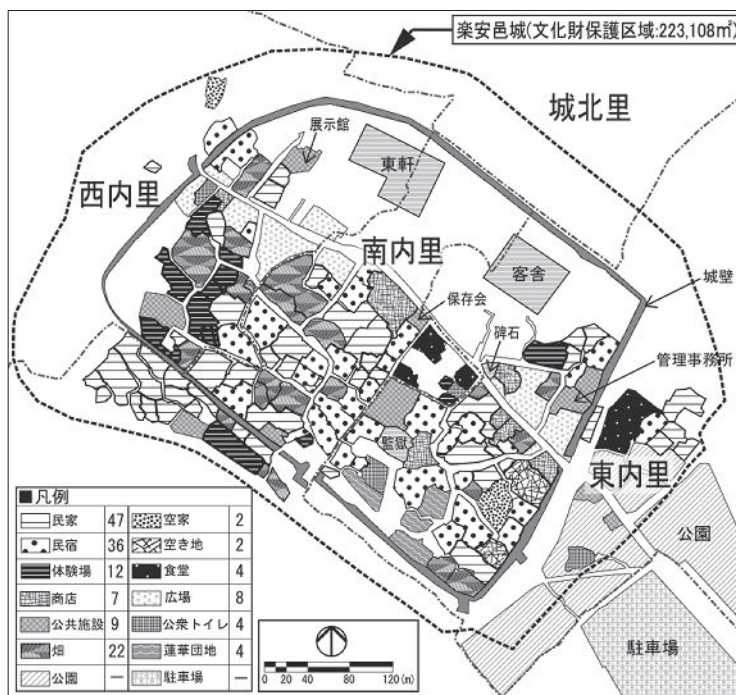 楽安邑城(文化財保護区域:223,108㎡)
城北里
展示館
東軒
西内里
南内里
客舎
城壁
保存会
碑石
管理事務所
監獄
東内里
公園
駐車場
■凡例
民家 47 空家 2
民宿 36 空き地 2
体験場 12 食堂 4
商店 7 広場 8
公共施設 9 公衆トイレ 4
畑 22 蓮華団地 4
公園 — 駐車場 —
0 20 40 80 120(m)